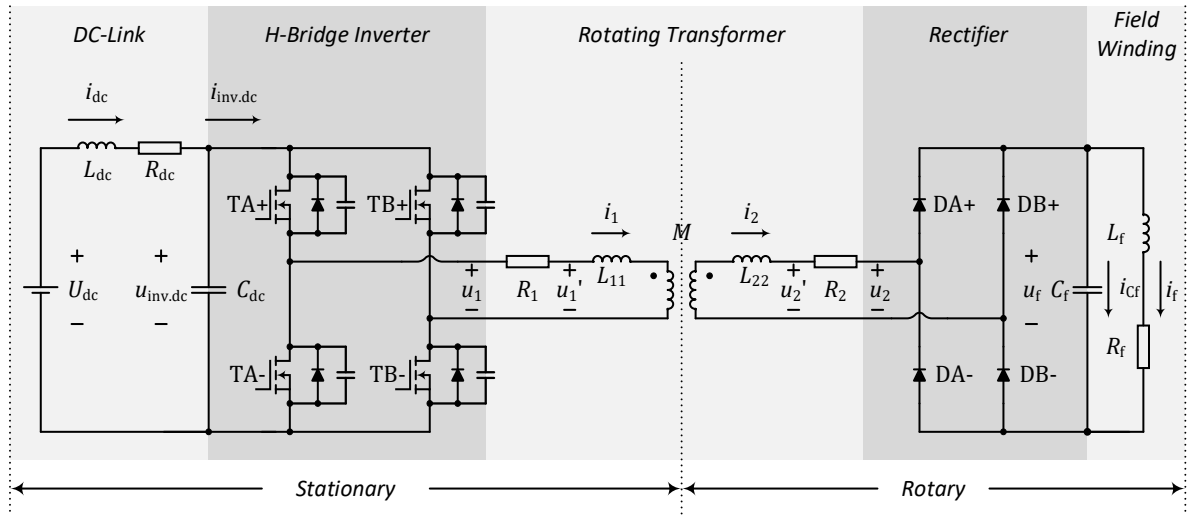 DC-Link
H-Bridge Inverter
Rotating Transformer
Rectifier
Field
Winding
i_dc
i_inv.dc
L_dc
R_dc
TA+
TB+
i_1
M
i_2
DA+
DB+
L_f
+
U_dc
−
+
u_inv.dc
−
C_dc
+
u_1
−
R_1
+
u_1'
−
L_11
L_22
+
u_2'
−
R_2
+
u_2
−
+
u_f
−
C_f
i_Cf
i_f
R_f
TA-
TB-
DA-
DB-
Stationary
Rotary